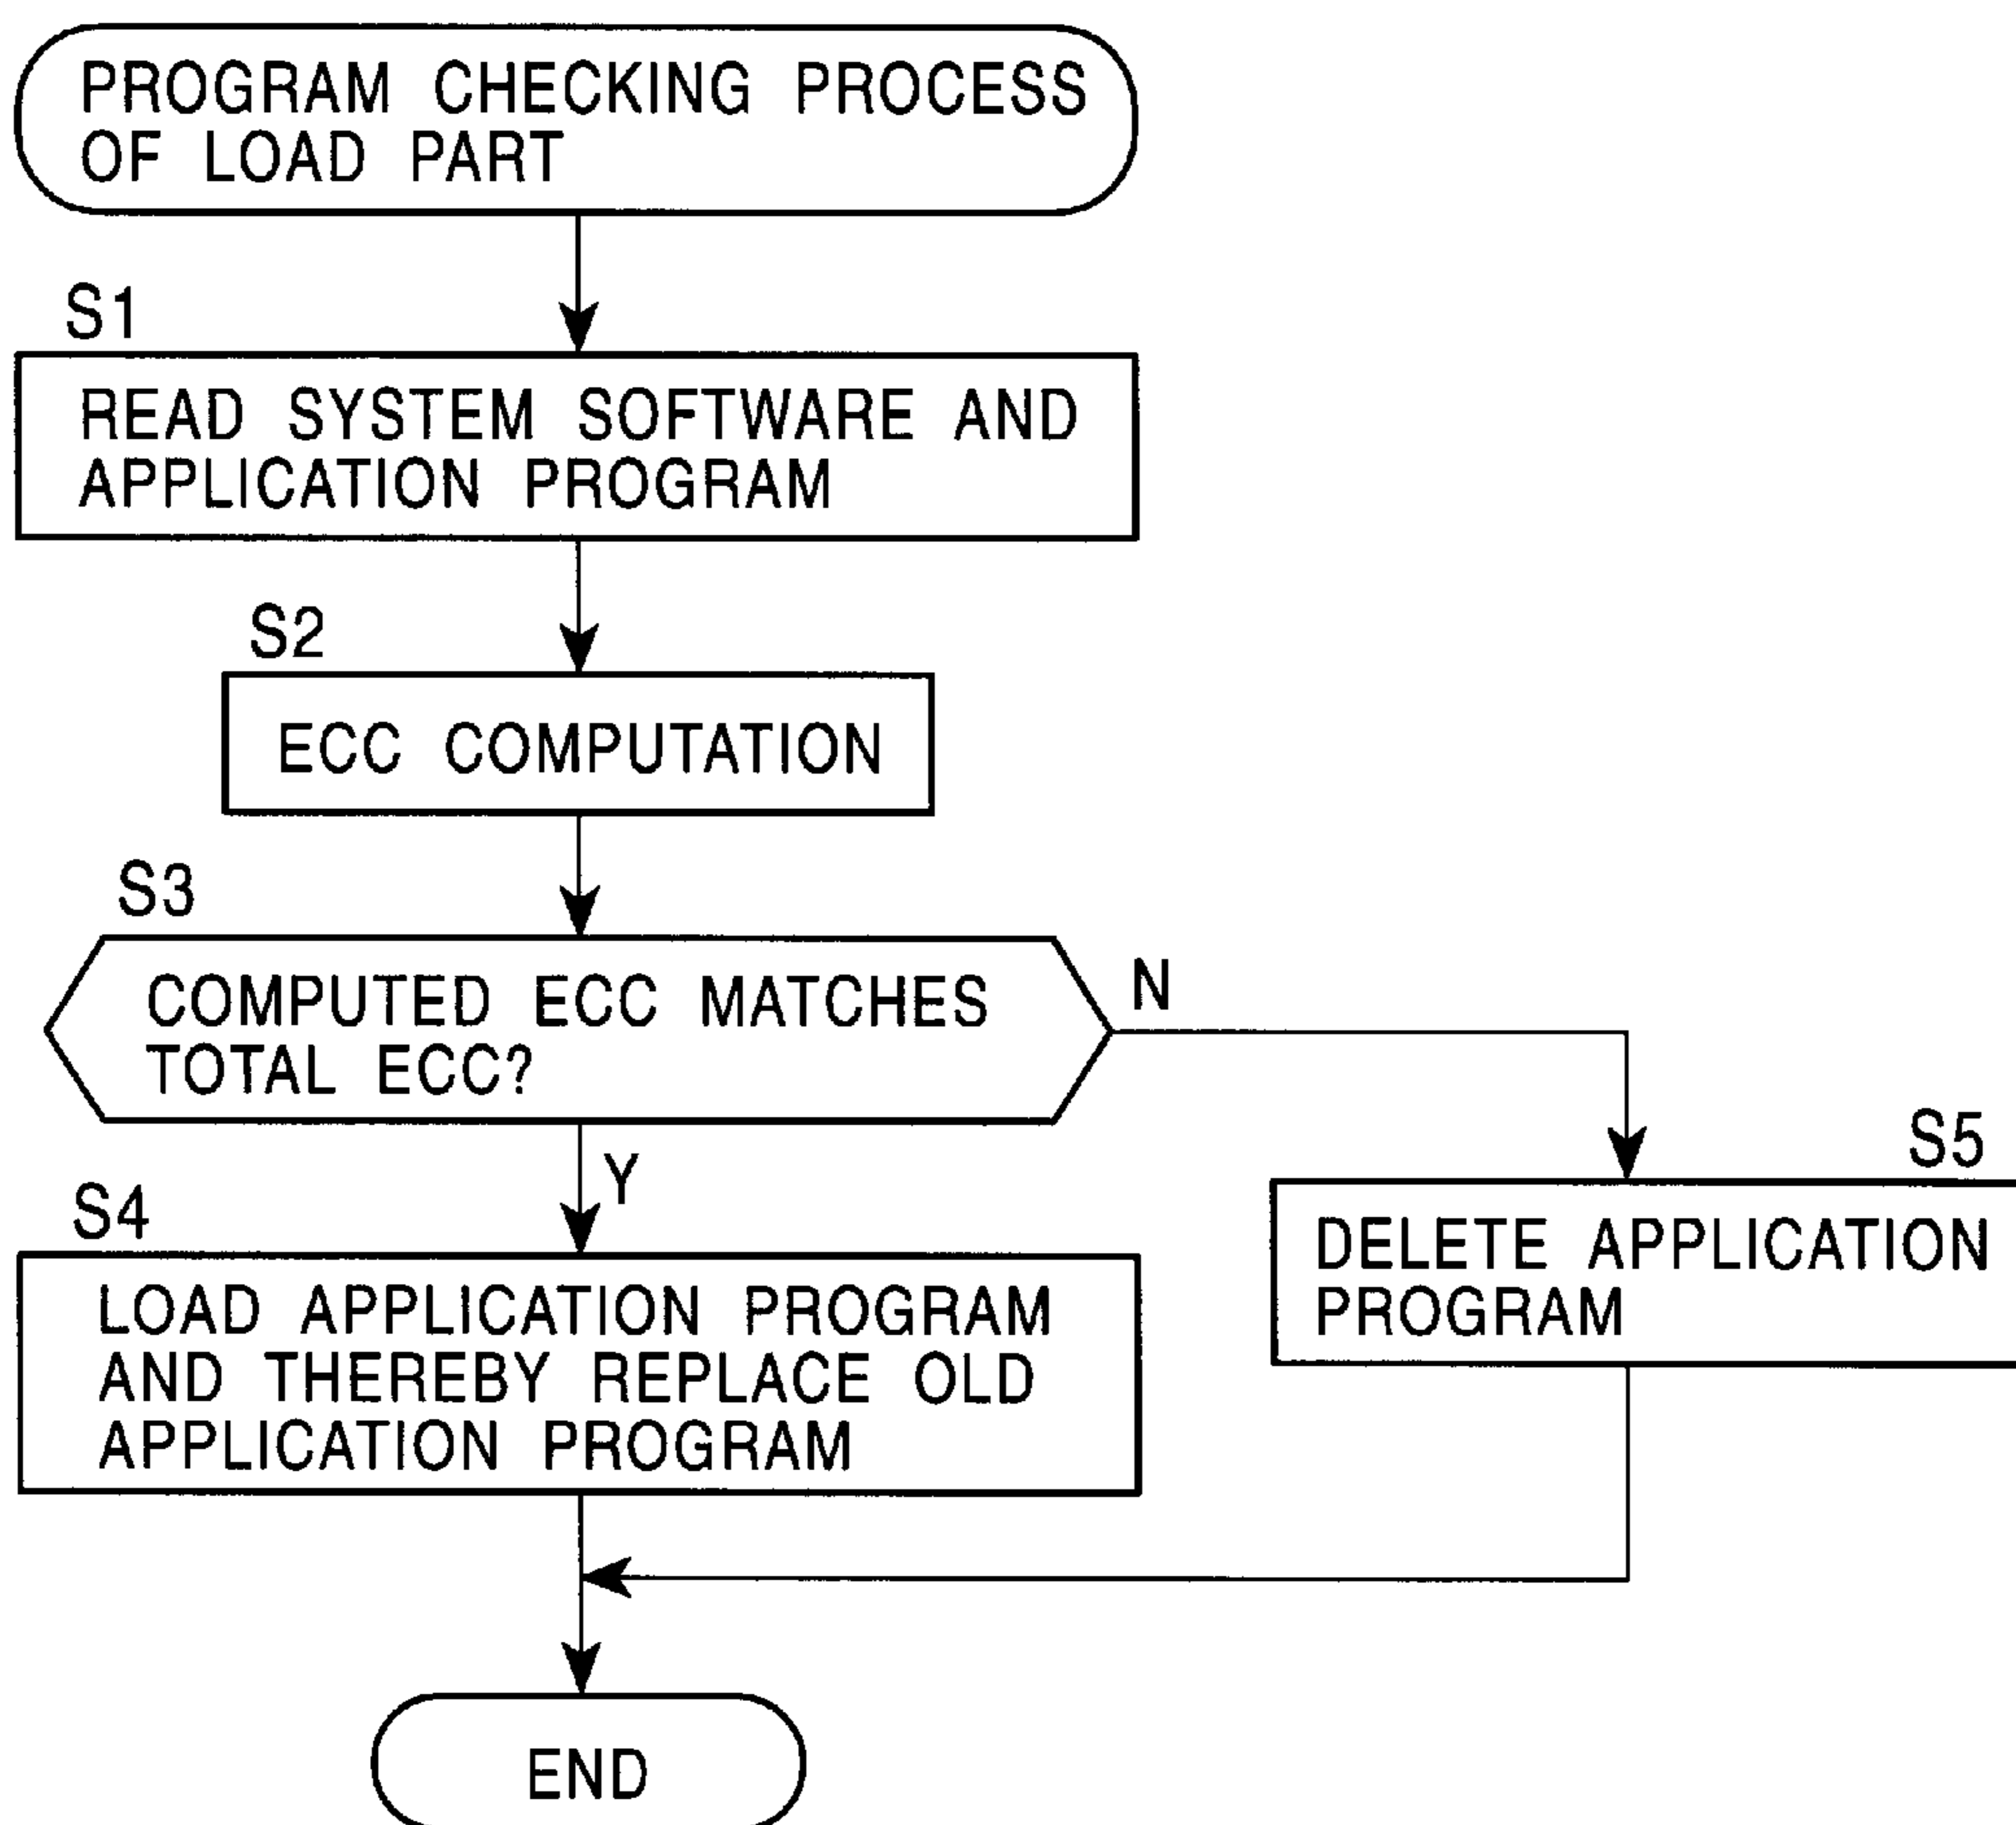 PROGRAM CHECKING PROCESS
OF LOAD PART
S1
READ SYSTEM SOFTWARE AND
APPLICATION PROGRAM
S2
ECC COMPUTATION
S3
COMPUTED ECC MATCHES
TOTAL ECC?
N
Y
S4
LOAD APPLICATION PROGRAM
AND THEREBY REPLACE OLD
APPLICATION PROGRAM
S5
DELETE APPLICATION
PROGRAM
END